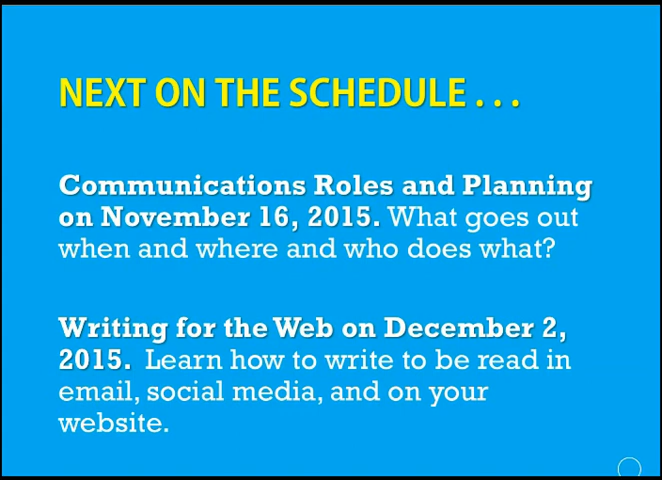 NEXT ON THE SCHEDULE . . .
Communications Roles and Planning
on November 16, 2015. What goes out
when and where and who does what?
Writing for the Web on December 2,
2015. Learn how to write to be read in
email, social media, and on your
website.